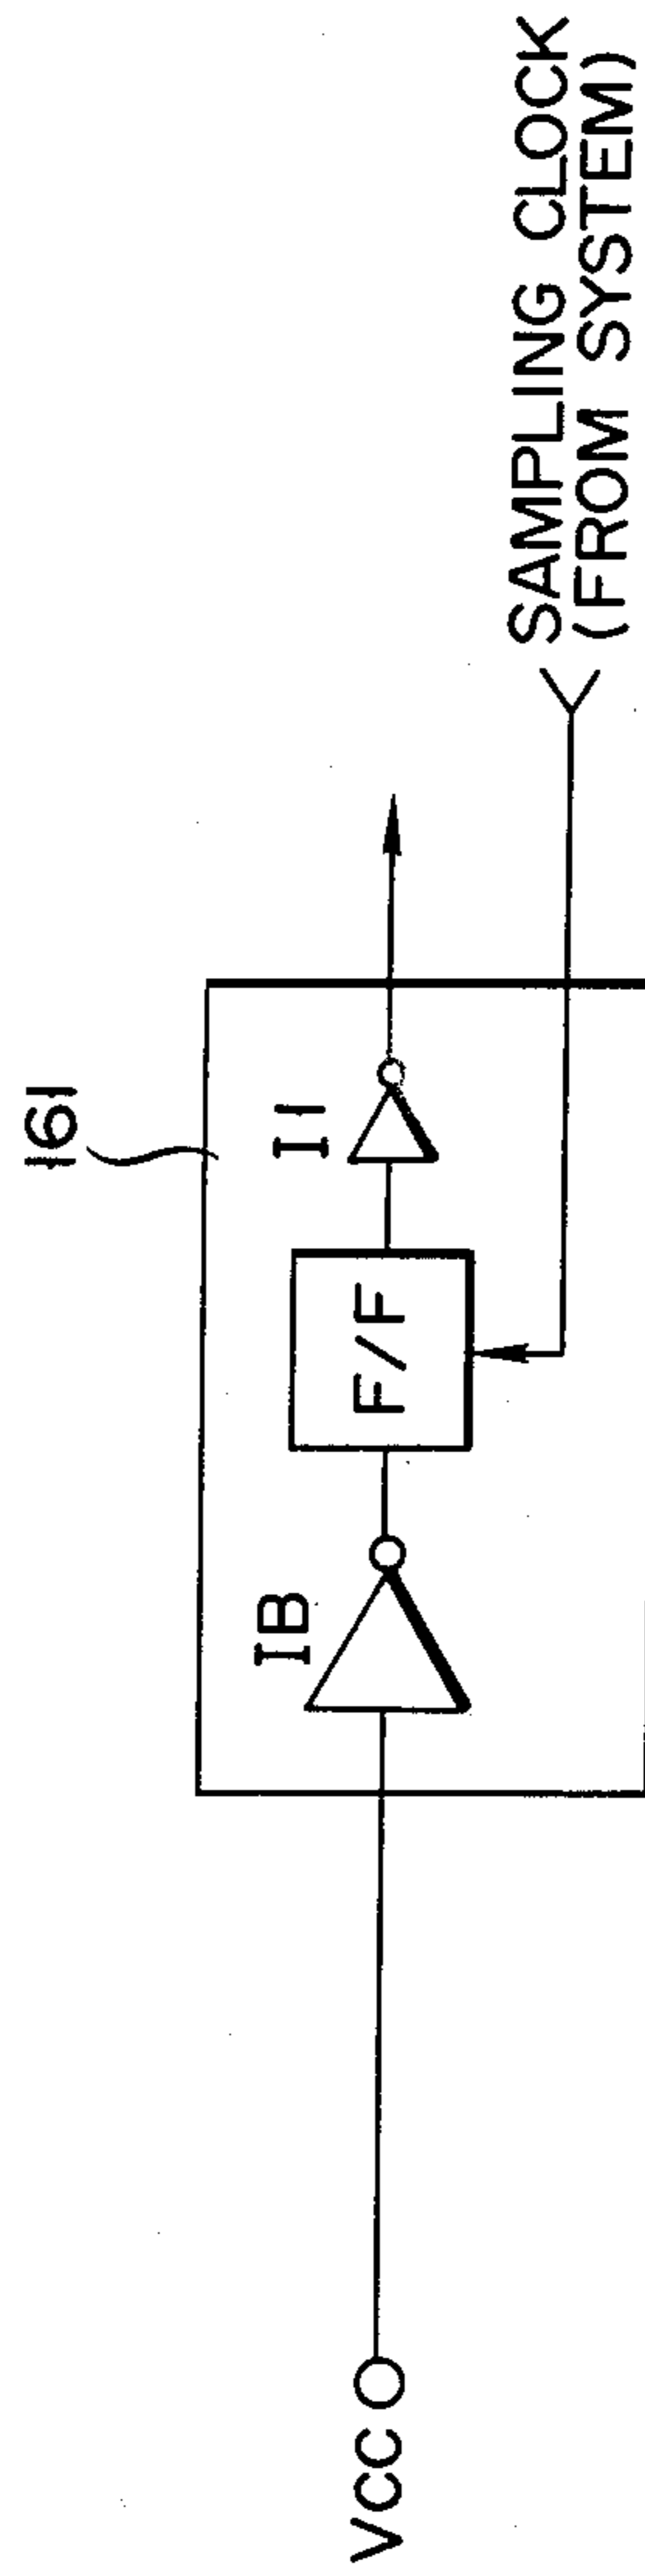 161
VCC
IB
F/F
I1
SAMPLING CLOCK
(FROM SYSTEM)